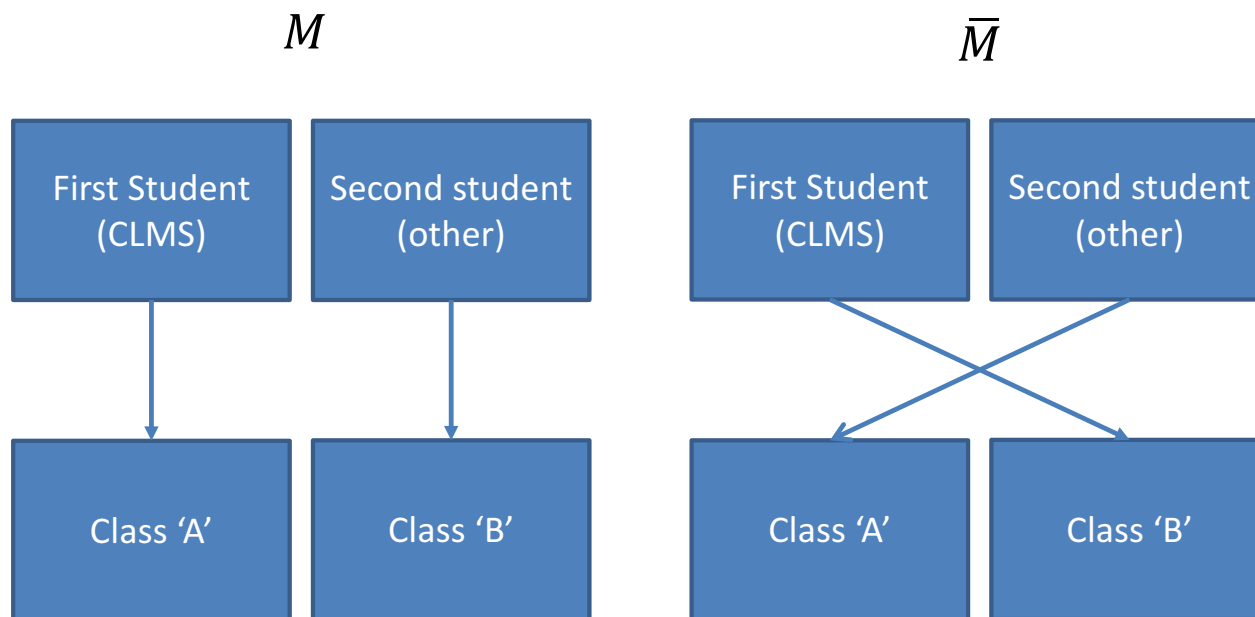 M
M̅
First Student
(CLMS)
Second student
(other)
First Student
(CLMS)
Second student
(other)
Class ‘A’
Class ‘B’
Class ‘A’
Class ‘B’